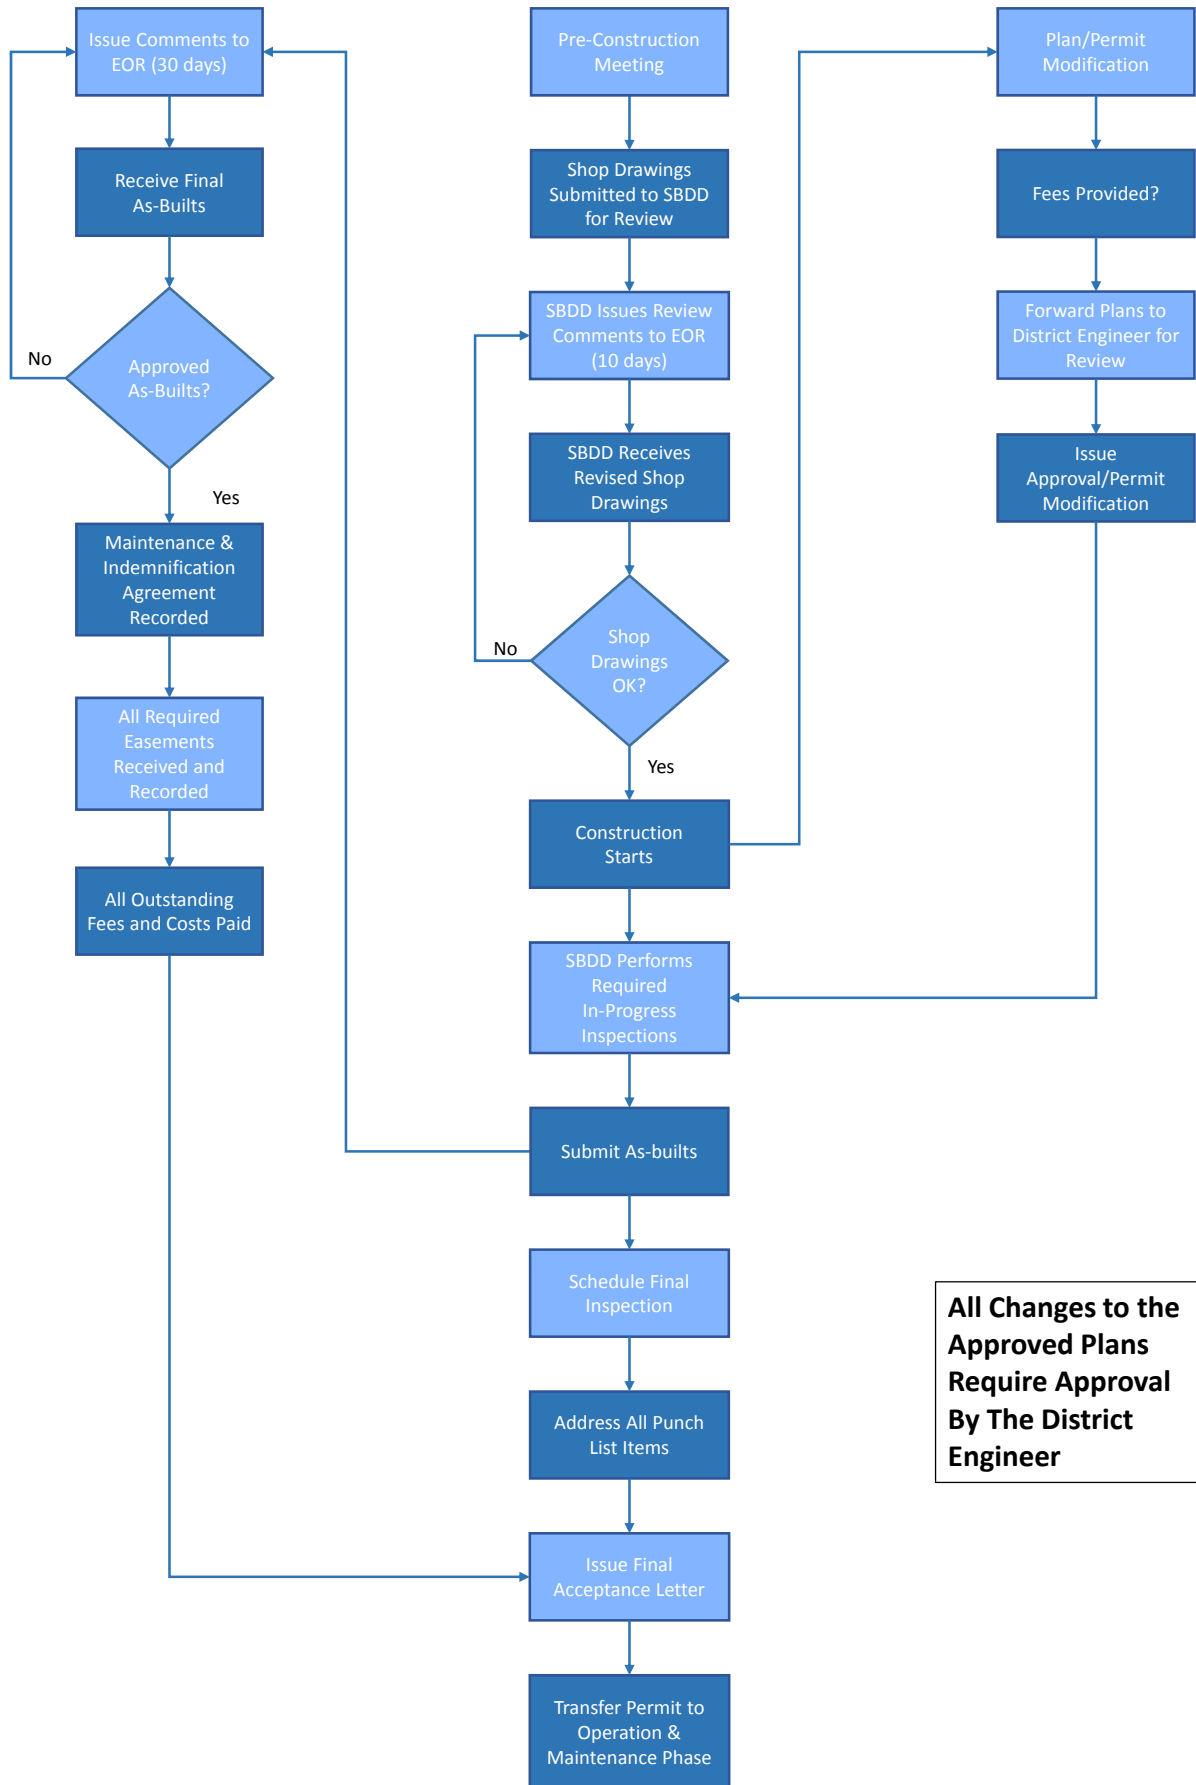 Issue Comments to
EOR (30 days)
Receive Final
As-Builts
No
Approved
As-Builts?
Yes
Maintenance &
Indemnification
Agreement
Recorded
All Required
Easements
Received and
Recorded
All Outstanding
Fees and Costs Paid
Pre-Construction
Meeting
Shop Drawings
Submitted to SBDD
for Review
SBDD Issues Review
Comments to EOR
(10 days)
SBDD Receives
Revised Shop
Drawings
No
Shop
Drawings
OK?
Yes
Construction
Starts
SBDD Performs
Required
In-Progress
Inspections
Submit As-builts
Schedule Final
Inspection
Address All Punch
List Items
Issue Final
Acceptance Letter
Transfer Permit to
Operation &
Maintenance Phase
Plan/Permit
Modification
Fees Provided?
Forward Plans to
District Engineer for
Review
Issue
Approval/Permit
Modification
All Changes to the
Approved Plans
Require Approval
By The District
Engineer